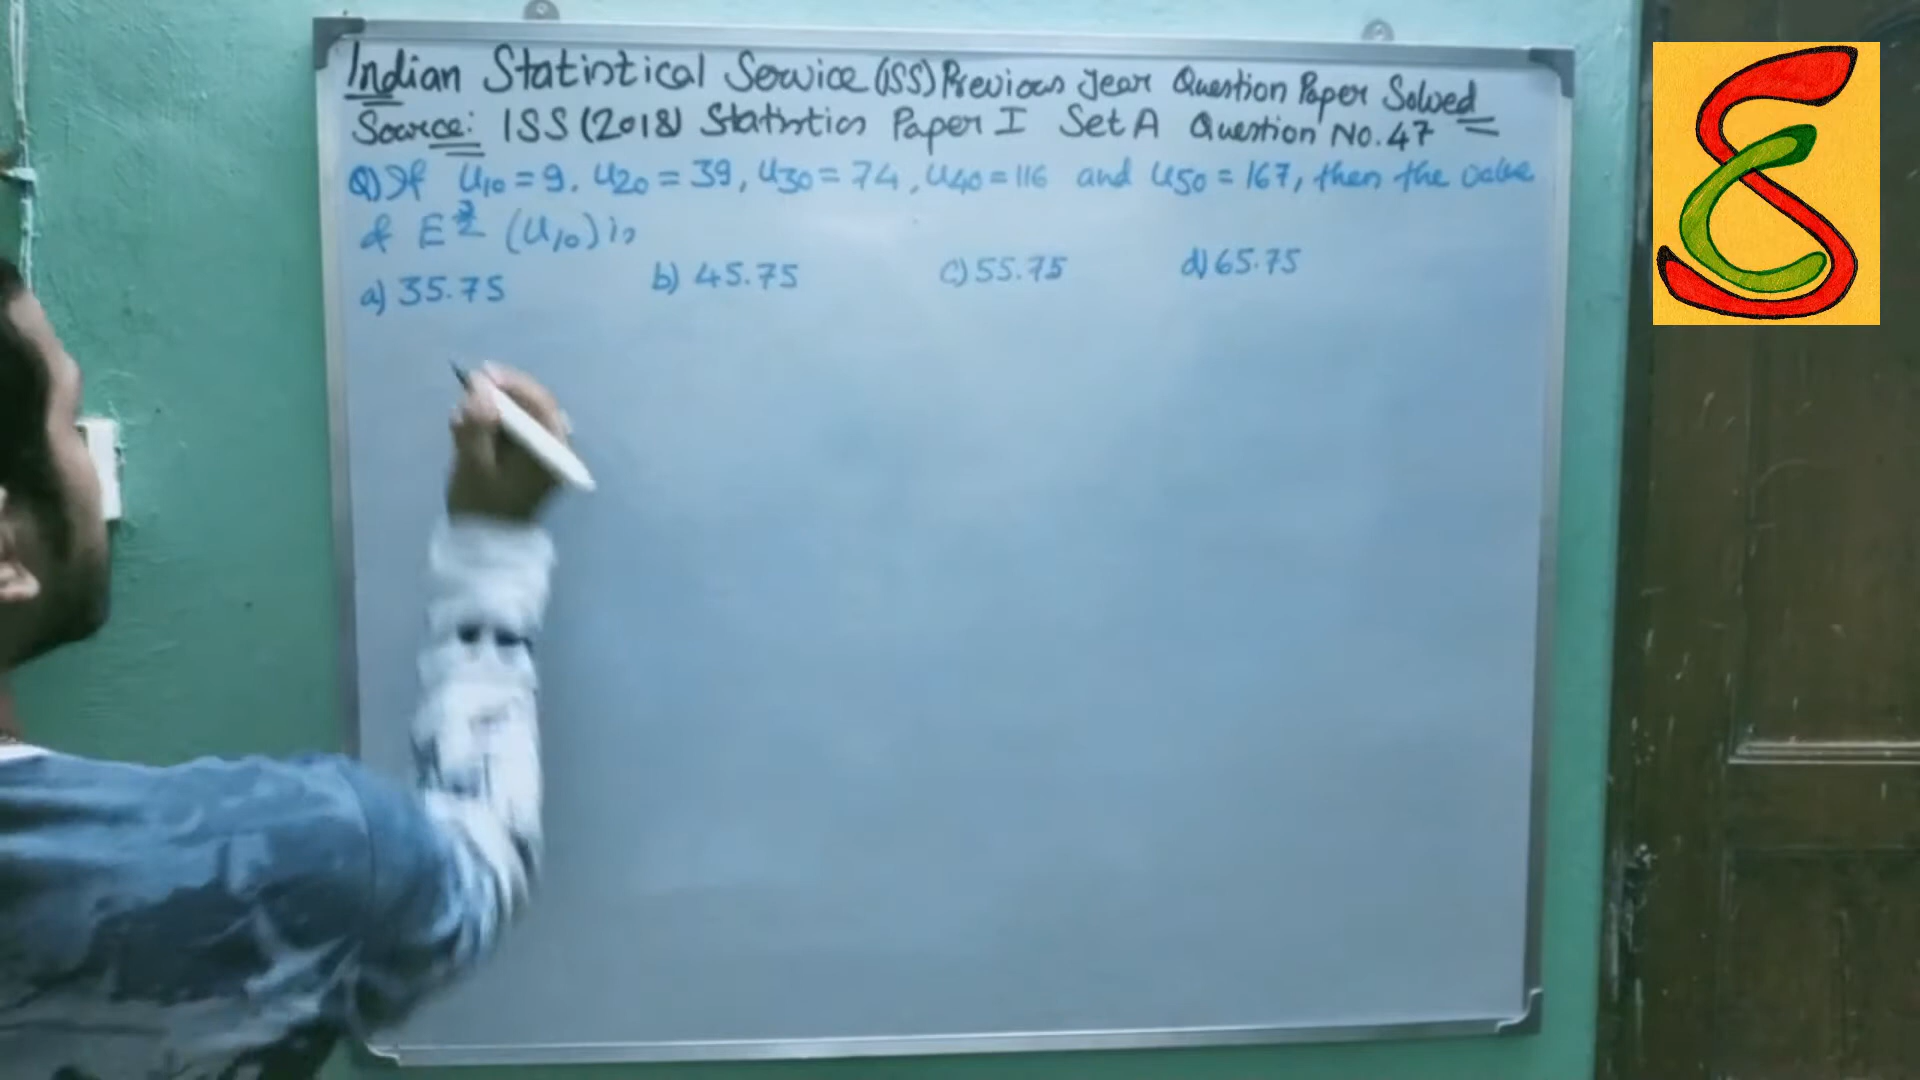 Indian Statistical Service (ISS) Previous Year Question Paper Solved
Source: ISS (2018) Statistics Paper I Set A Question No. 47
Q) If u10 = 9, u20 = 39, u30 = 74, u40 = 116 and u50 = 167, then the value
of E^3/2 (u10) is
a) 35.75 b) 45.75 c) 55.75 d) 65.75